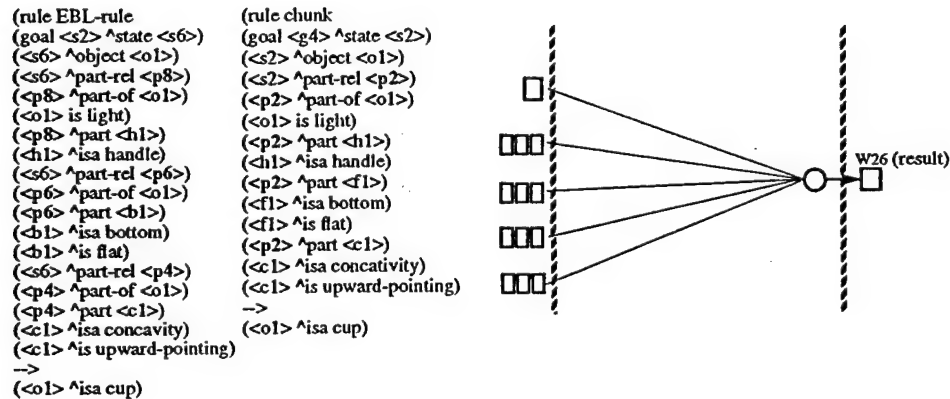 (rule EBL-rule
(goal <s2> ^state <s6>)
(<s6> ^object <o1>)
(<s6> ^part-rel <p8>)
(<p8> ^part-of <o1>)
(<o1> is light)
(<p8> ^part <h1>)
(<h1> ^isa handle)
(<s6> ^part-rel <p6>)
(<p6> ^part-of <o1>)
(<p6> ^part <b1>)
(<b1> ^isa bottom)
(<b1> ^is flat)
(<s6> ^part-rel <p4>)
(<p4> ^part-of <o1>)
(<p4> ^part <c1>)
(<c1> ^isa concavity)
(<c1> ^is upward-pointing)
-->
(<o1> ^isa cup)
(rule chunk
(goal <g4> ^state <s2>)
(<s2> ^object <o1>)
(<s2> ^part-rel <p2>)
(<p2> ^part-of <o1>)
(<o1> is light)
(<p2> ^part <h1>)
(<h1> ^isa handle)
(<p2> ^part <f1>)
(<f1> ^isa bottom)
(<f1> ^is flat)
(<p2> ^part <c1>)
(<c1> ^isa concativity)
(<c1> ^is upward-pointing)
-->
(<o1> ^isa cup)
W26 (result)